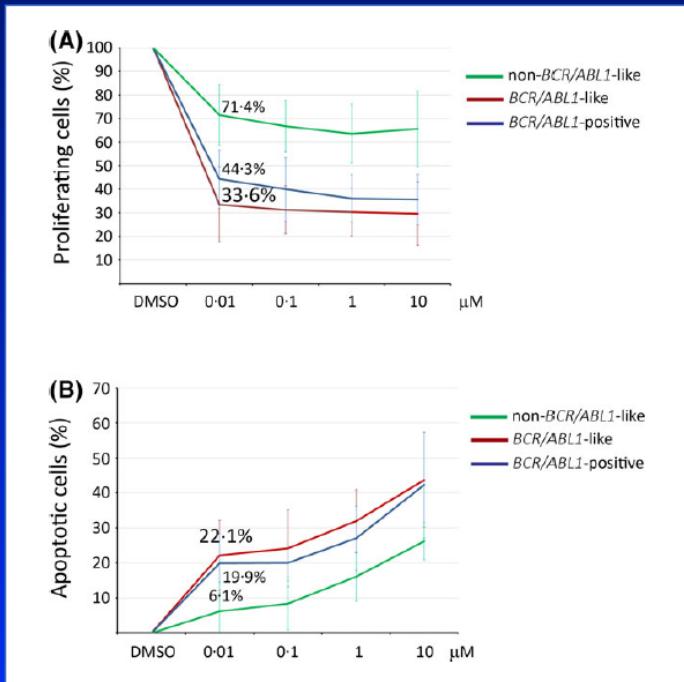 (A)
Proliferating cells (%)
100
90
80
70
60
50
40
30
20
10
71·4%
44·3%
33·6%
DMSO 0·01 0·1 1 10 µM
non-BCR/ABL1-like
BCR/ABL1-like
BCR/ABL1-positive
(B)
Apoptotic cells (%)
70
60
50
40
30
20
10
22·1%
19·9%
6·1%
DMSO 0·01 0·1 1 10 µM
non-BCR/ABL1-like
BCR/ABL1-like
BCR/ABL1-positive